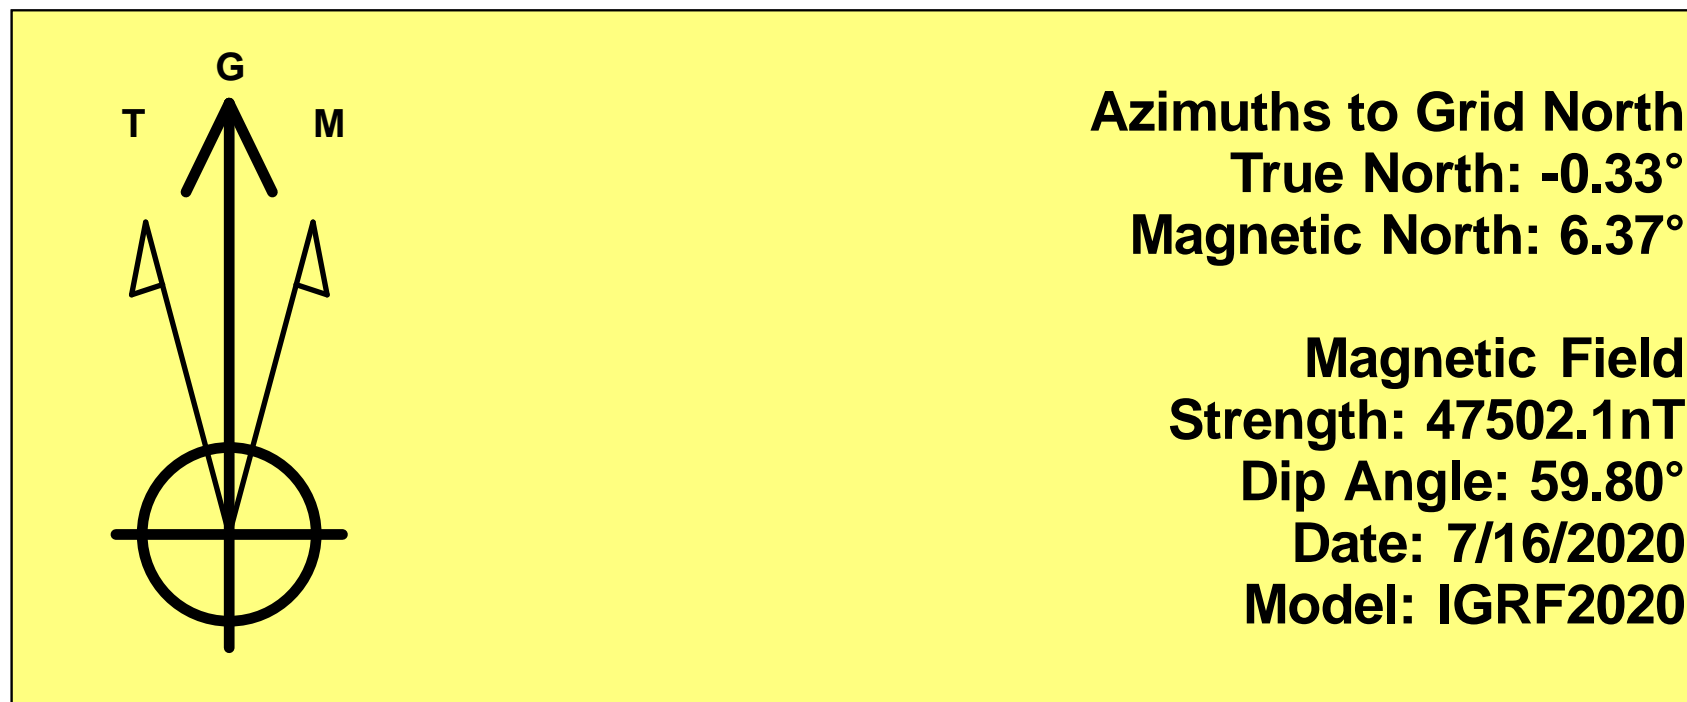 G
T M
Azimuths to Grid North
True North: -0.33°
Magnetic North: 6.37°
Magnetic Field
Strength: 47502.1nT
Dip Angle: 59.80°
Date: 7/16/2020
Model: IGRF2020